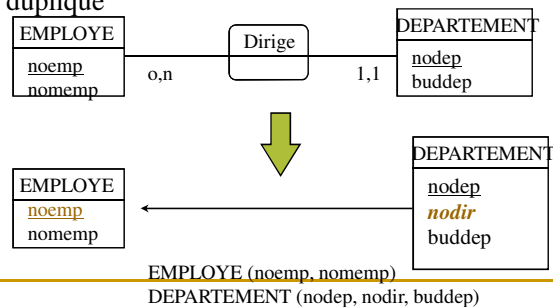 duplique
EMPLOYE
noemp
nomemp
o,n
Dirige
1,1
DEPARTEMENT
nodep
buddep
EMPLOYE
noemp
nomemp
DEPARTEMENT
nodep
nodir
buddep
EMPLOYE (noemp, nomemp)
DEPARTEMENT (nodep, nodir, buddep)